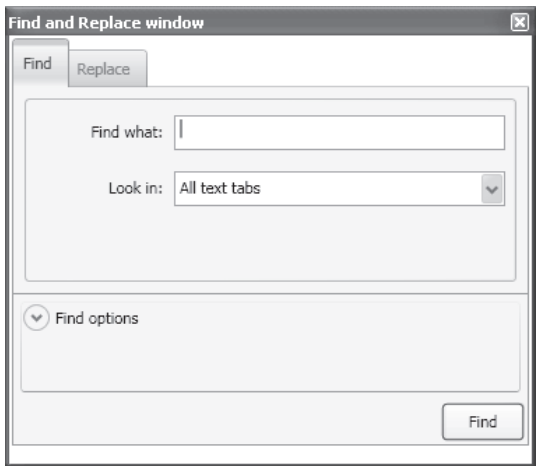 Find and Replace window
Find
Replace
Find what:
Look in: All text tabs
Find options
Find